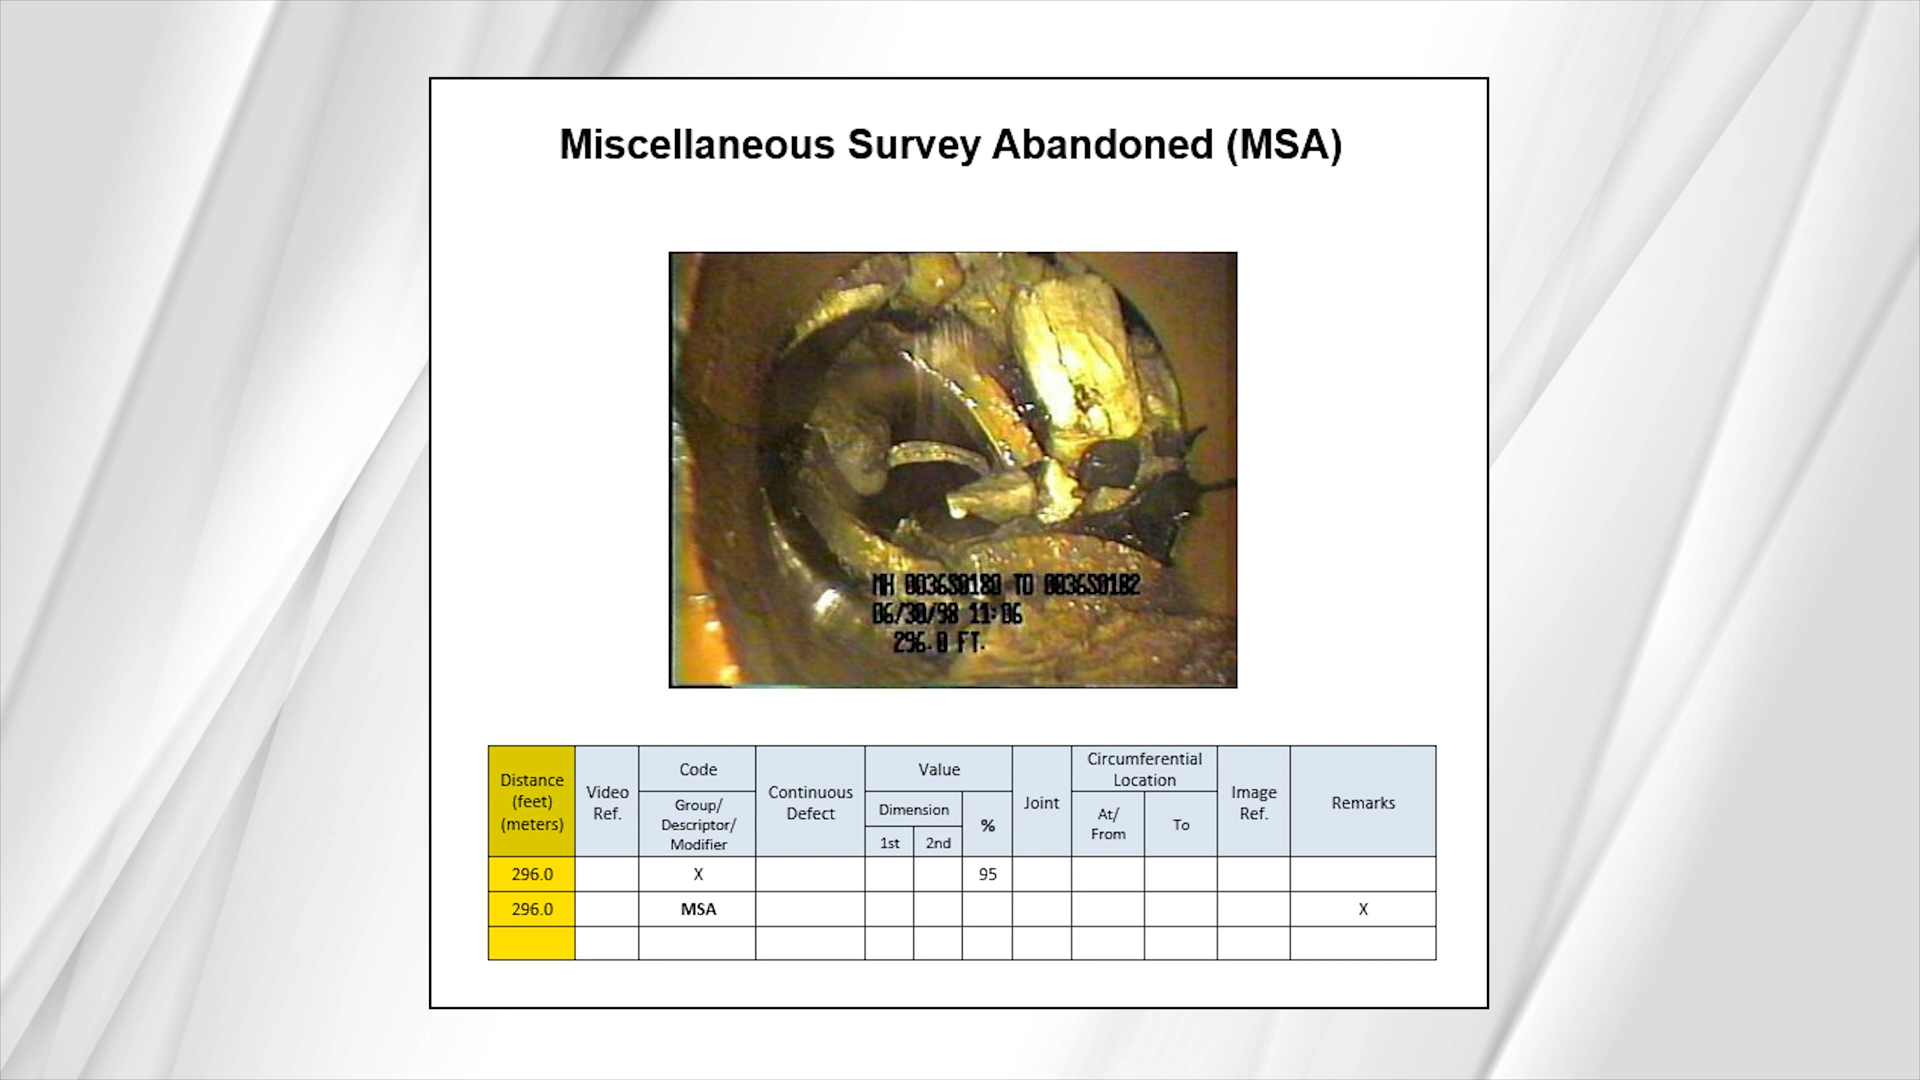 Miscellaneous Survey Abandoned (MSA)
MH 0036S0180 TO 0036S0182
06/30/98 11:06
296.0 FT.
Distance
(feet)
(meters)
Video
Ref.
Code
Group/
Descriptor/
Modifier
Continuous
Defect
Value
Dimension
1st
2nd
%
Joint
Circumferential
Location
At/
From
To
Image
Ref.
Remarks
296.0 X 95
296.0 MSA X